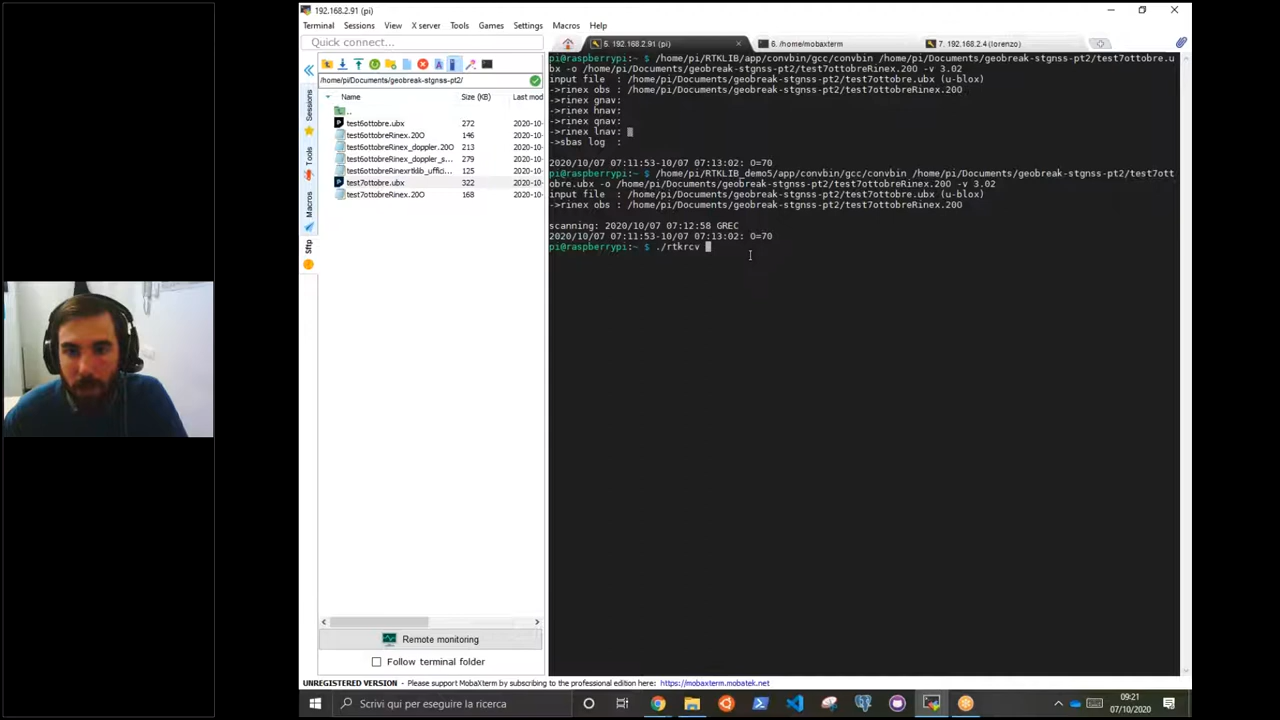 192.168.2.91 (pi)
Terminal Sessions View X server Tools Games Settings Macros Help
Quick connect...
5. 192.168.2.91 (pi)
6. /home/mobaxterm
7. 192.168.2.4 (lorenzo)
/home/pi/Documents/geobreak-stgnss-pt2/
Name Size (KB) Last mod
..
test6ottobre.ubx 272 2020-10-
test6ottobreRinex.20O 146 2020-10-
test6ottobreRinex_doppler.20O 213 2020-10-
test6ottobreRinex_doppler_s... 279 2020-10-
test6ottobreRinexrtklib_uffici... 125 2020-10-
test7ottobre.ubx 322 2020-10-
test7ottobreRinex.20O 168 2020-10-
Sessions
Tools
Macros
Sftp
pi@raspberrypi:~ $ /home/pi/RTKLIB/app/convbin/gcc/convbin /home/pi/Documents/geobreak-stgnss-pt2/test7ottobre.u
bx -o /home/pi/Documents/geobreak-stgnss-pt2/test7ottobreRinex.20O -v 3.02
input file : /home/pi/Documents/geobreak-stgnss-pt2/test7ottobre.ubx (u-blox)
->rinex obs : /home/pi/Documents/geobreak-stgnss-pt2/test7ottobreRinex.20O
->rinex gnav:
->rinex hnav:
->rinex qnav:
->rinex lnav:
->sbas log :
2020/10/07 07:11:53-10/07 07:13:02: O=70
pi@raspberrypi:~ $ /home/pi/RTKLIB_demo5/app/convbin/gcc/convbin /home/pi/Documents/geobreak-stgnss-pt2/test7ott
obre.ubx -o /home/pi/Documents/geobreak-stgnss-pt2/test7ottobreRinex.20O -v 3.02
input file : /home/pi/Documents/geobreak-stgnss-pt2/test7ottobre.ubx (u-blox)
->rinex obs : /home/pi/Documents/geobreak-stgnss-pt2/test7ottobreRinex.20O
scanning: 2020/10/07 07:12:58 GREC
2020/10/07 07:11:53-10/07 07:13:02: O=70
pi@raspberrypi:~ $ ./rtkrcv
Remote monitoring
Follow terminal folder
UNREGISTERED VERSION - Please support MobaXterm by subscribing to the professional edition here: https://mobaxterm.mobatek.net
Scrivi qui per eseguire la ricerca
09:21
07/10/2020